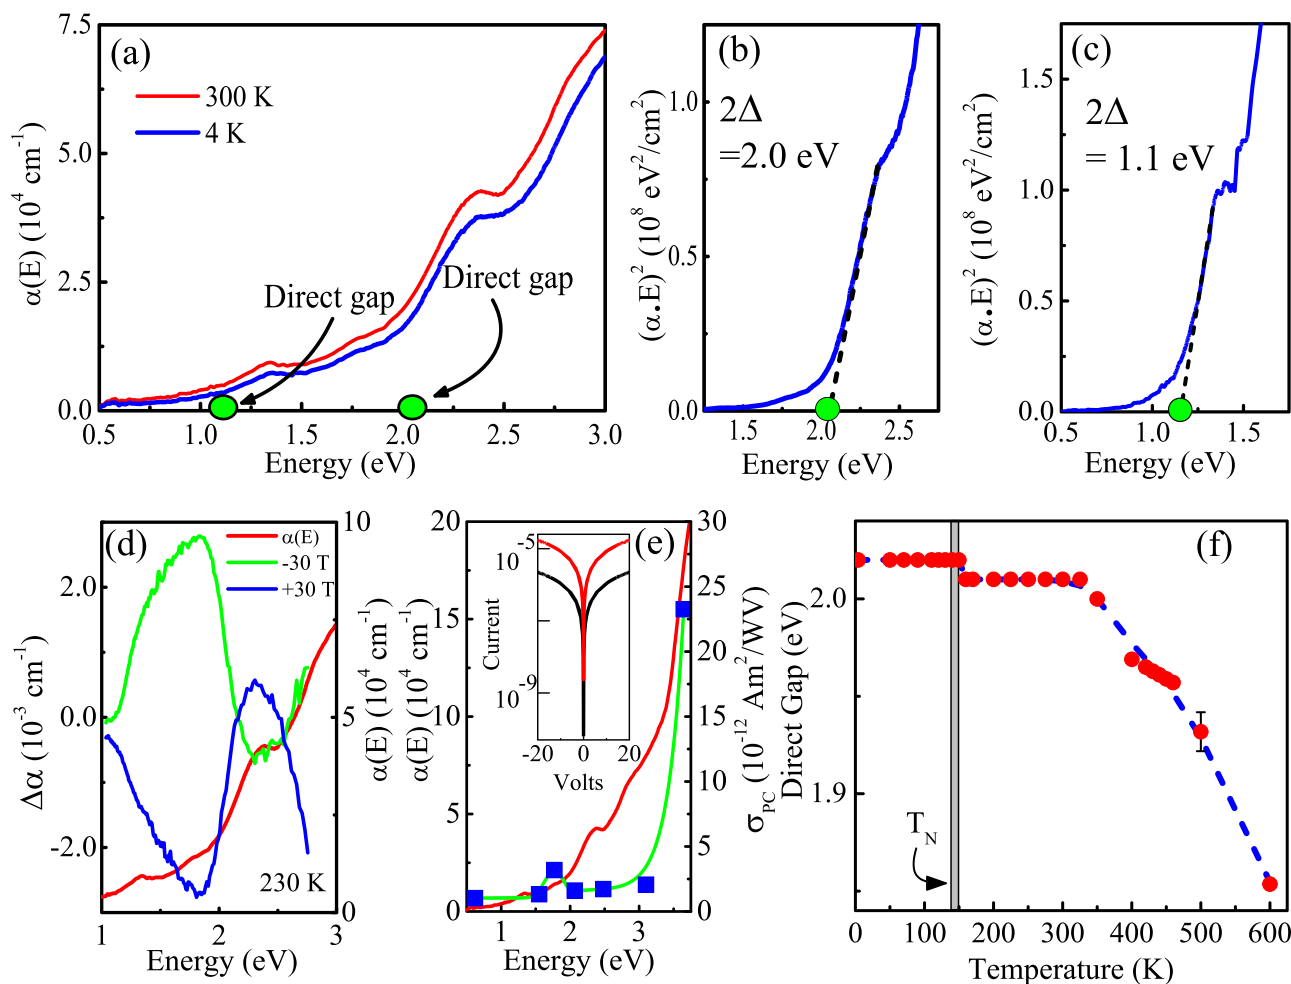 (a)
300 K
4 K
Direct gap
Direct gap
7.5
5.0
2.5
0.0
α(E) (10⁴ cm⁻¹)
0.5 1.0 1.5 2.0 2.5 3.0
Energy (eV)
(b)
2Δ
=2.0 eV
1.0
0.5
0.0
(α.E)² (10⁸ eV²/cm²)
1.5 2.0 2.5
Energy (eV)
(c)
2Δ
= 1.1 eV
1.5
1.0
0.5
0.0
(α.E)² (10⁸ eV²/cm²)
0.5 1.0 1.5
Energy (eV)
(d)
α(E)
-30 T
+30 T
230 K
2.0
0.0
-2.0
Δα (10⁻³ cm⁻¹)
10
5
0
α(E) (10⁴ cm⁻¹)
1 2 3
Energy (eV)
(e)
20
15
10
5
0
α(E) (10⁴ cm⁻¹)
30
25
20
15
10
5
0
σPC (10⁻¹² Am²/WV)
1 2 3
Energy (eV)
10⁻⁵
10⁻⁹
Current
-20 0 20
Volts
(f)
TN
2.0
1.9
Direct Gap (eV)
0 100 200 300 400 500 600
Temperature (K)